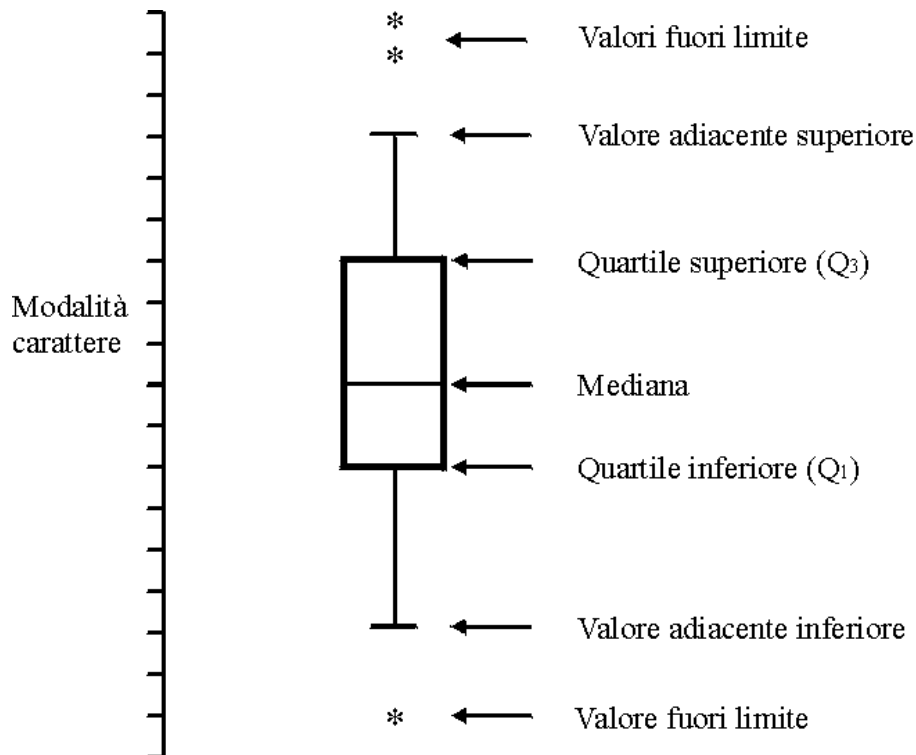 Valori fuori limite
Valore adiacente superiore
Quartile superiore (Q3)
Modalità
carattere
Mediana
Quartile inferiore (Q1)
Valore adiacente inferiore
Valore fuori limite